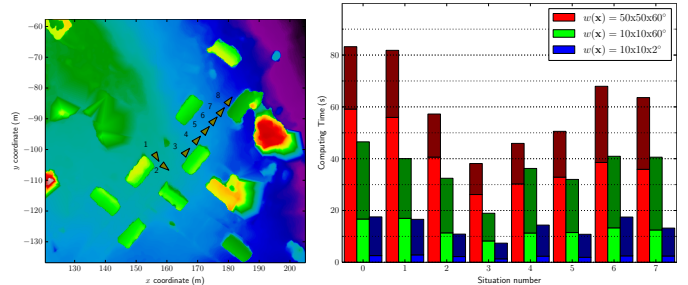 −60
−70
−80
−90
−100
−110
−120
−130
y coordinate (m)
1
2
3
4
5
6
7
8
130 140 150 160 170 180 190 200
x coordinate (m)
100
80
60
40
20
0
Computing Time (s)
w(x) = 50x50x60°
w(x) = 10x10x60°
w(x) = 10x10x2°
0 1 2 3 4 5 6 7
Situation number